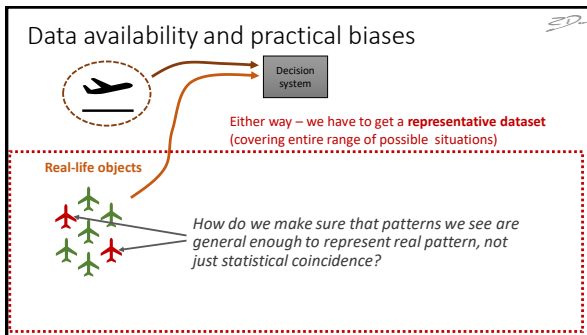 Data availability and practical biases
Decision
system
Either way – we have to get a representative dataset
(covering entire range of possible situations)
Real-life objects
How do we make sure that patterns we see are
general enough to represent real pattern, not
just statistical coincidence?